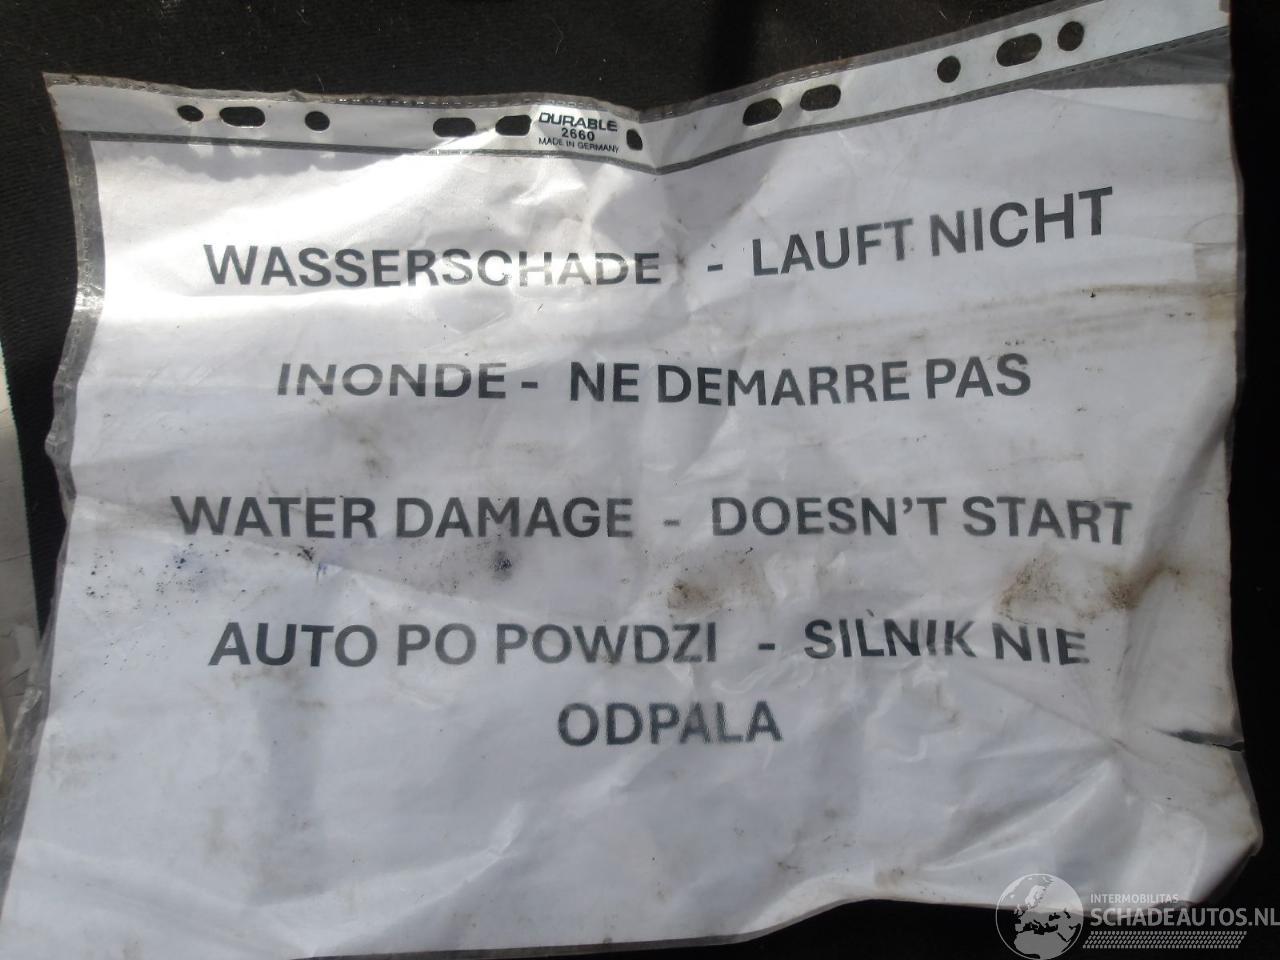 DURABLE
2660
MADE IN GERMANY
WASSERSCHADE - LAUFT NICHT
INONDE - NE DEMARRE PAS
WATER DAMAGE - DOESN'T START
AUTO PO POWDZI - SILNIK NIE
ODPALA
INTERMOBILITAS
SCHADEAUTOS.NL